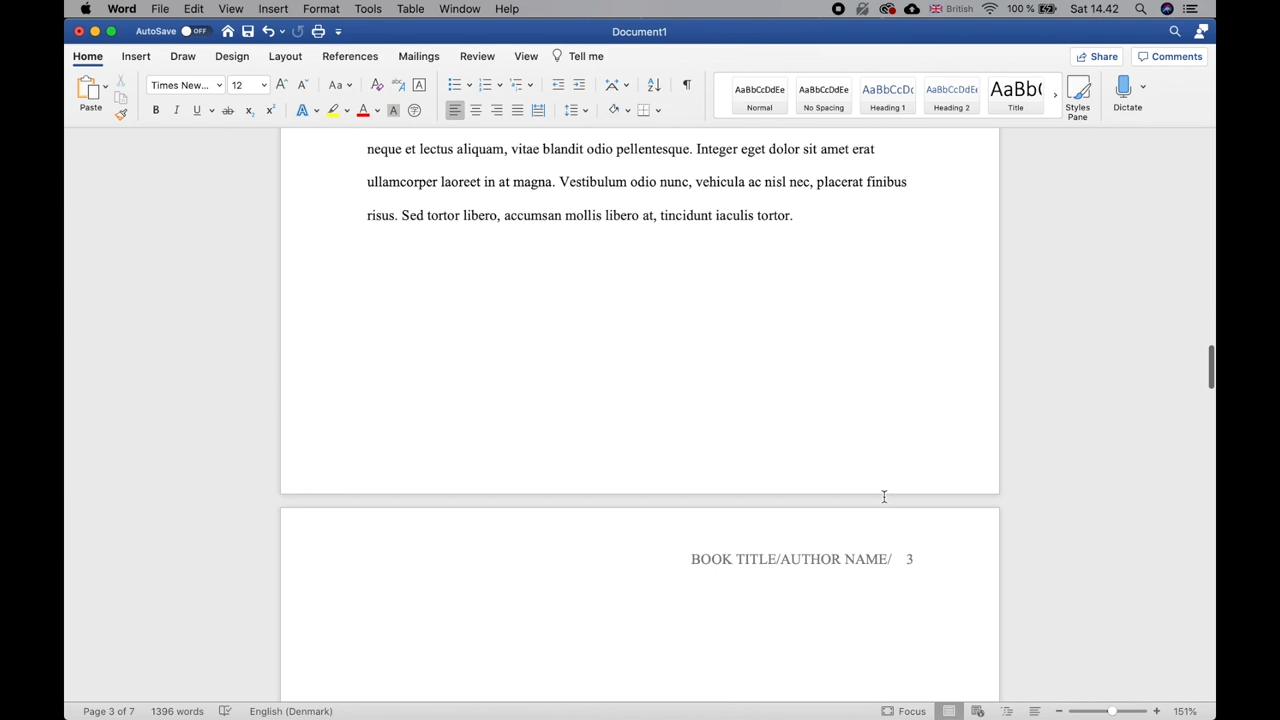 Word File Edit View Insert Format Tools Table Window Help British 100 % Sat 14.42
AutoSave OFF Document1
Home Insert Draw Design Layout References Mailings Review View Tell me Share Comments
Paste Times New... 12 Aa AaBbCcDdEe AaBbCcDdEe AaBbCcDc AaBbCcDdEe AaBb( Styles Pane Dictate
Normal No Spacing Heading 1 Heading 2 Title
B I U ab x₂ x² A A A
neque et lectus aliquam, vitae blandit odio pellentesque. Integer eget dolor sit amet erat
ullamcorper laoreet in at magna. Vestibulum odio nunc, vehicula ac nisl nec, placerat finibus
risus. Sed tortor libero, accumsan mollis libero at, tincidunt iaculis tortor.
BOOK TITLE/AUTHOR NAME/ 3
Page 3 of 7 1396 words English (Denmark) Focus 151%